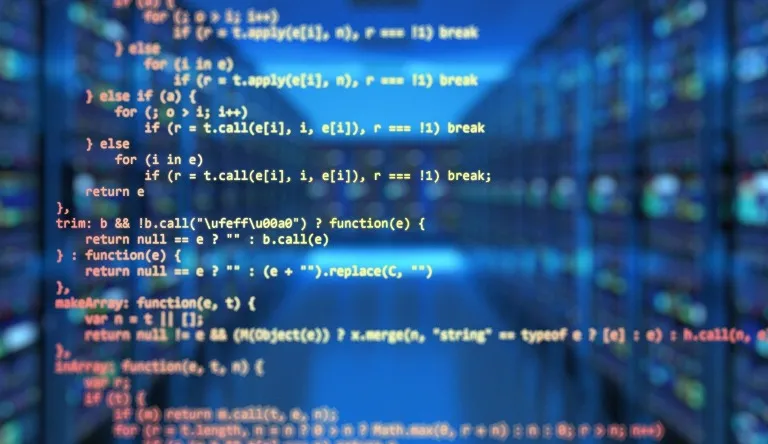 if (a) {
for (; o > i; i++)
if (r = t.apply(e[i], n), r === !1) break
} else
for (i in e)
if (r = t.apply(e[i], n), r === !1) break
} else if (a) {
for (; o > i; i++)
if (r = t.call(e[i], i, e[i]), r === !1) break
} else
for (i in e)
if (r = t.call(e[i], i, e[i]), r === !1) break;
return e
},
trim: b && !b.call("\ufeff\u00a0") ? function(e) {
return null == e ? "" : b.call(e)
} : function(e) {
return null == e ? "" : (e + "").replace(C, "")
},
makeArray: function(e, t) {
var n = t || [];
return null != e && (M(Object(e)) ? x.merge(n, "string" == typeof e ? [e] : e) : h.call(n, e
},
inArray: function(e, t, n) {
var r;
if (t) {
if (m) return m.call(t, e, n);
for (r = t.length, n = n ? 0 > n ? Math.max(0, r + n) : n : 0; r > n; n++)